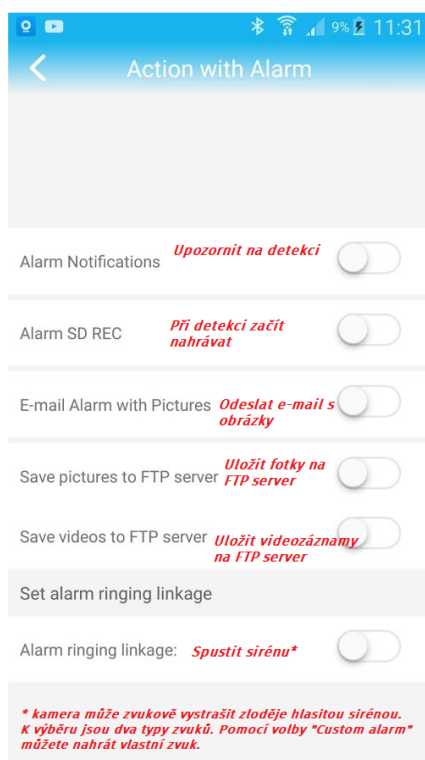 9% 11:31
Action with Alarm
Alarm Notifications Upozornit na detekci
Alarm SD REC Při detekci začít
nahrávat
E-mail Alarm with Pictures Odeslat e-mail s
obrázky
Save pictures to FTP server Uložit fotky na
FTP server
Save videos to FTP server Uložit videozáznamy
na FTP server
Set alarm ringing linkage
Alarm ringing linkage: Spustit sirénu*
* kamera může zvukově vystrašit zloděje hlasitou sirénou.
K výběru jsou dva typy zvuků. Pomocí volby "Custom alarm"
můžete nahrát vlastní zvuk.